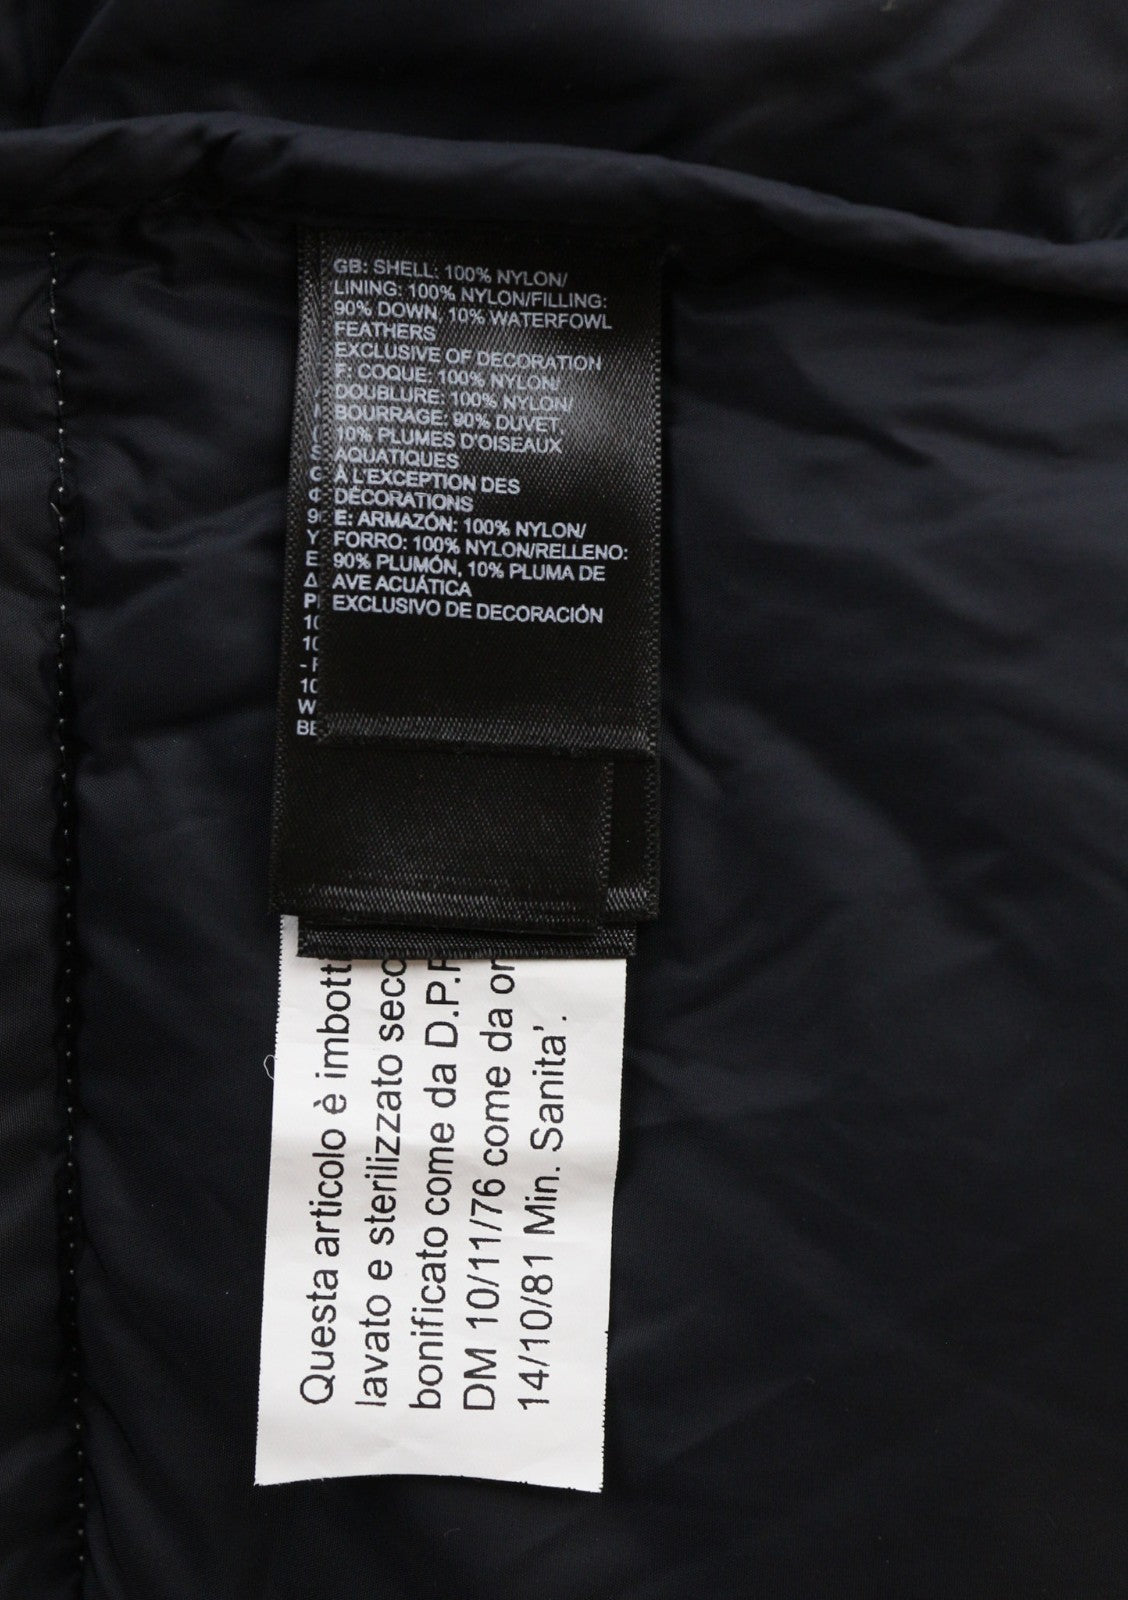 GB: SHELL: 100% NYLON/
LINING: 100% NYLON/FILLING:
90% DOWN, 10% WATERFOWL
FEATHERS
EXCLUSIVE OF DECORATION
F: COQUE: 100% NYLON/
DOUBLURE: 100% NYLON/
BOURRAGE: 90% DUVET,
10% PLUMES D'OISEAUX
AQUATIQUES
À L'EXCEPTION DES
DÉCORATIONS
E: ARMAZÓN: 100% NYLON/
FORRO: 100% NYLON/RELLENO:
90% PLUMÓN, 10% PLUMA DE
AVE ACUÁTICA
EXCLUSIVO DE DECORACIÓN
Questa articolo è imbott
lavato e sterilizzato seco
bonificato come da D.P.
DM 10/11/76 come da or
14/10/81 Min. Sanita'.